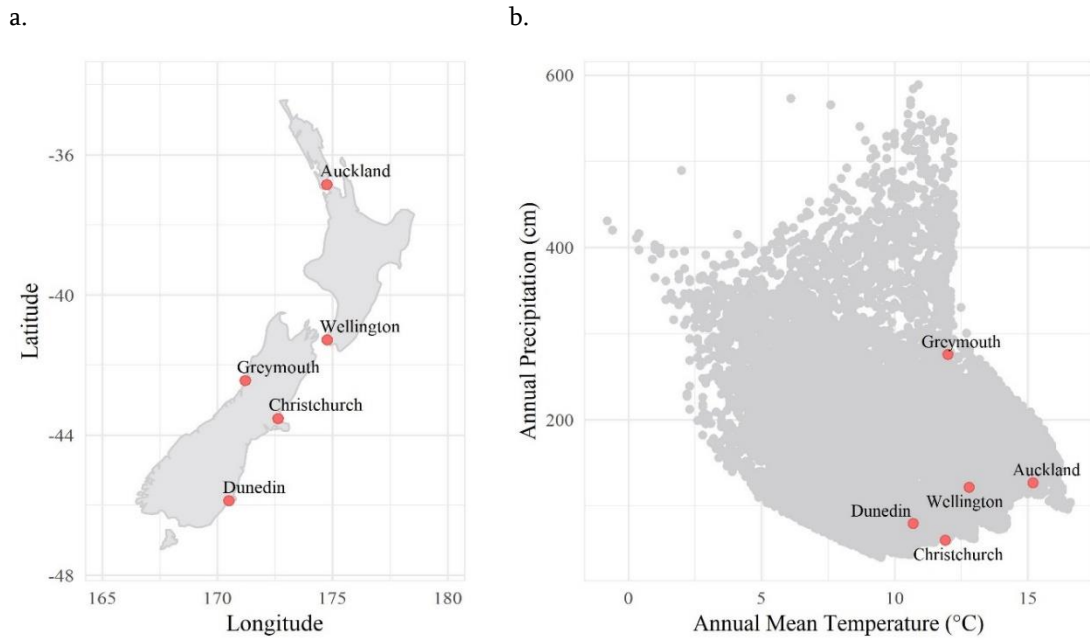 a.
Latitude
-36
-40
-44
-48
Auckland
Wellington
Greymouth
Christchurch
Dunedin
165
170
175
180
Longitude
b.
Annual Precipitation (cm)
600
400
200
Greymouth
Auckland
Wellington
Dunedin
Christchurch
0
5
10
15
Annual Mean Temperature (°C)